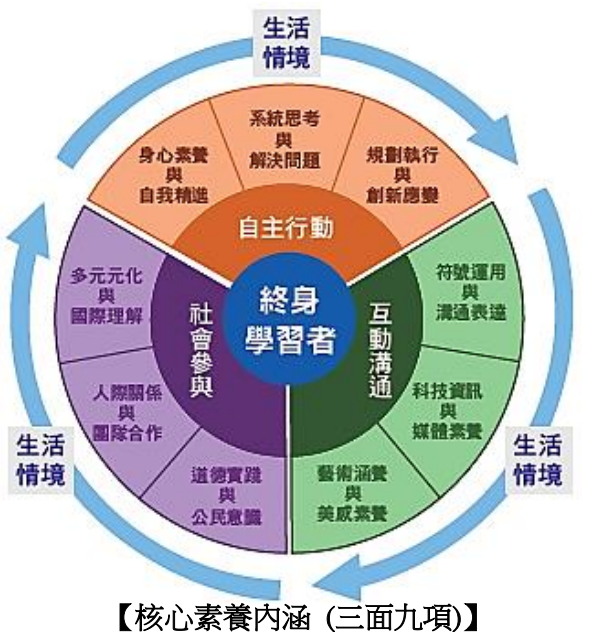 生活
情境
系統思考
與
解決問題
身心素養
與
自我精進
規劃執行
與
創新應變
自主行動
終身
學習者
多元元化
與
國際理解
符號運用
與
溝通表達
社會參與
互動溝通
人際關係
與
團隊合作
科技資訊
與
媒體素養
生活
情境
生活
情境
道德實踐
與
公民意識
藝術涵養
與
美感素養
【核心素養內涵 (三面九項)】